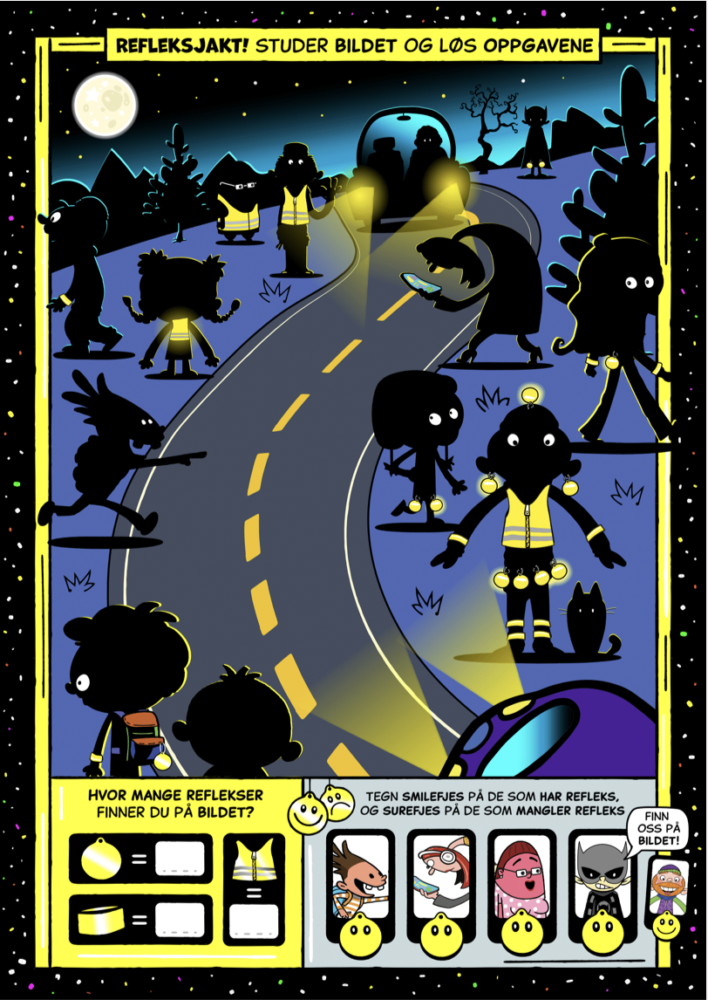 REFLEKSJAKT! STUDER BILDET OG LØS OPPGAVENE
HVOR MANGE REFLEKSER
FINNER DU PÅ BILDET?
=
=
=
TEGN SMILEFJES PÅ DE SOM HAR REFLEKS,
OG SUREFJES PÅ DE SOM MANGLER REFLEKS
FINN
OSS PÅ
BILDET!